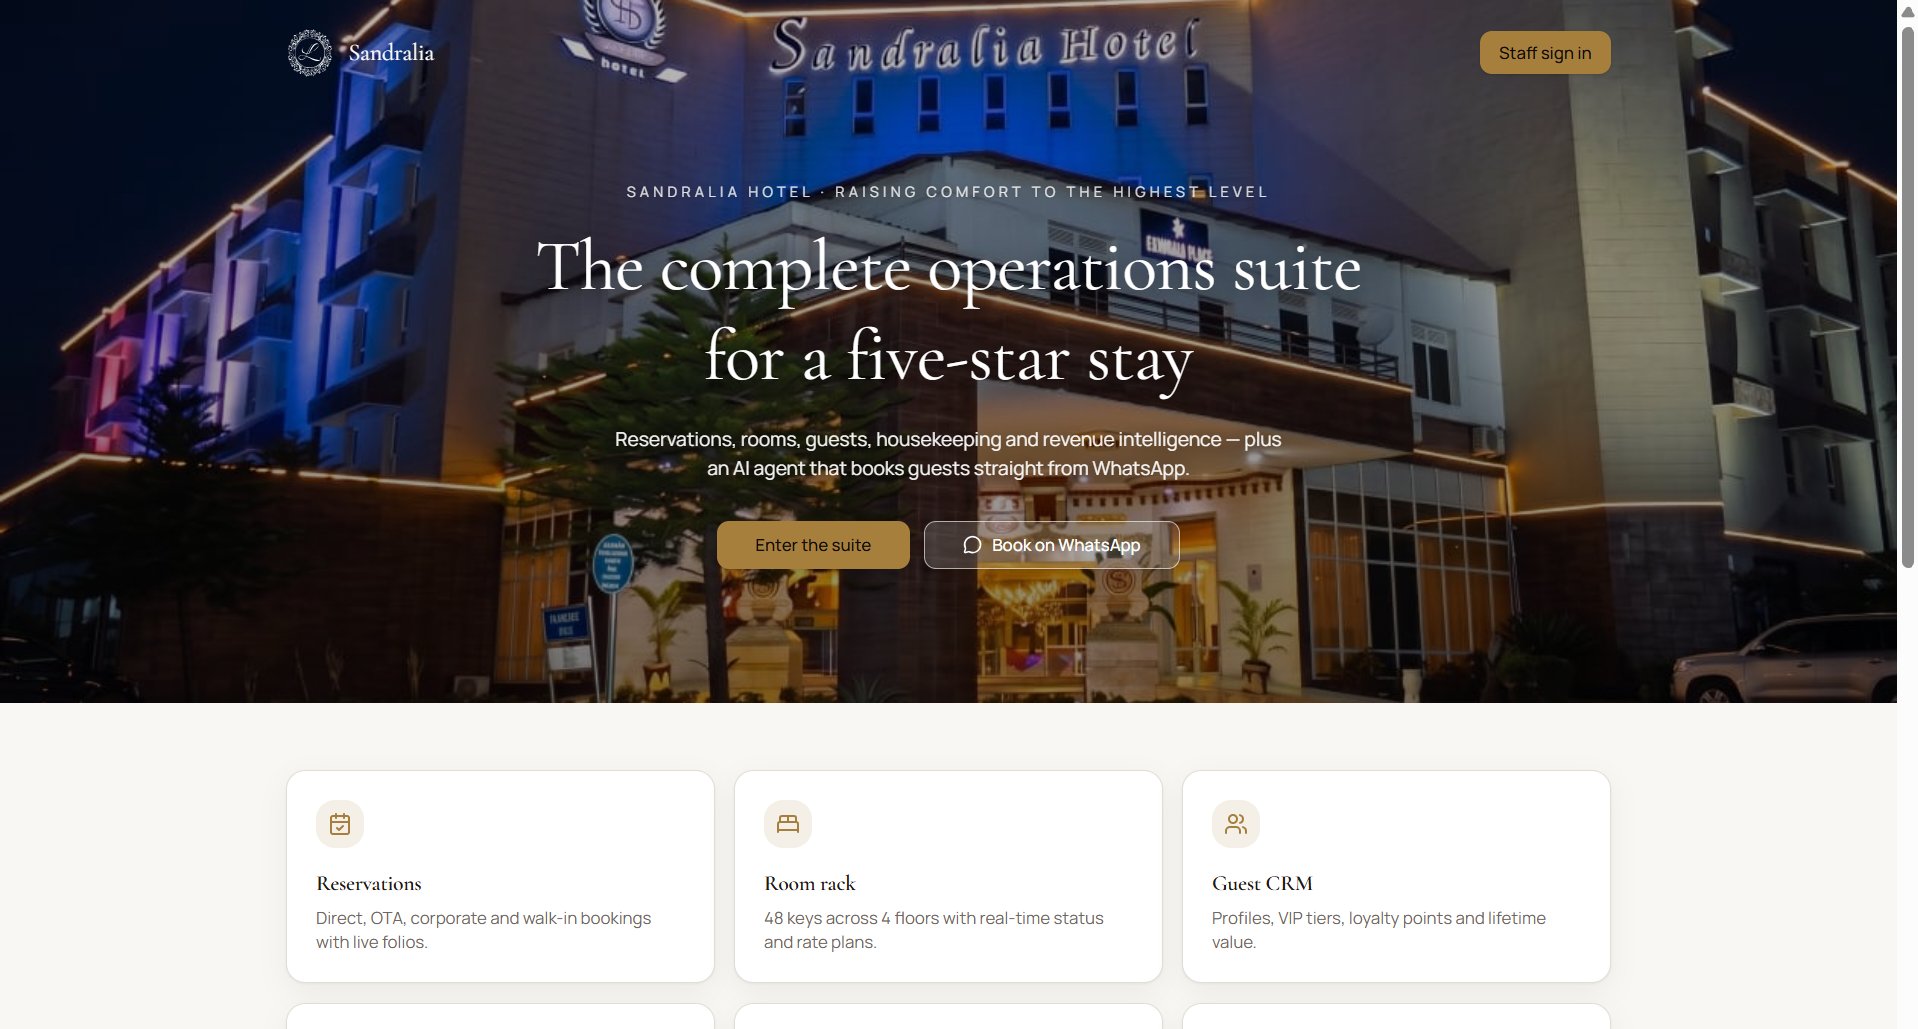 Sandralia
Sandralia Hotel
hotel
Staff sign in
SANDRALIA HOTEL · RAISING COMFORT TO THE HIGHEST LEVEL
The complete operations suite
for a five-star stay
Reservations, rooms, guests, housekeeping and revenue intelligence — plus
an AI agent that books guests straight from WhatsApp.
Enter the suite
Book on WhatsApp
Reservations
Direct, OTA, corporate and walk-in bookings
with live folios.
Room rack
48 keys across 4 floors with real-time status
and rate plans.
Guest CRM
Profiles, VIP tiers, loyalty points and lifetime
value.